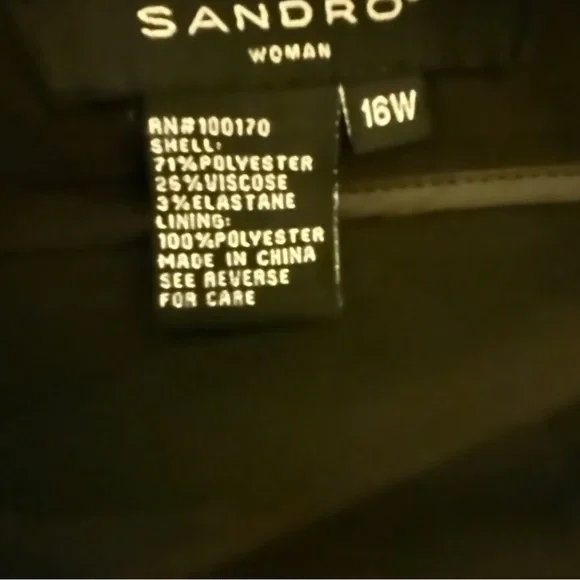 SANDRO
WOMAN
16W
RN#100170
SHELL:
71%POLYESTER
26%VISCOSE
3%ELASTANE
LINING:
100%POLYESTER
MADE IN CHINA
SEE REVERSE
FOR CARE